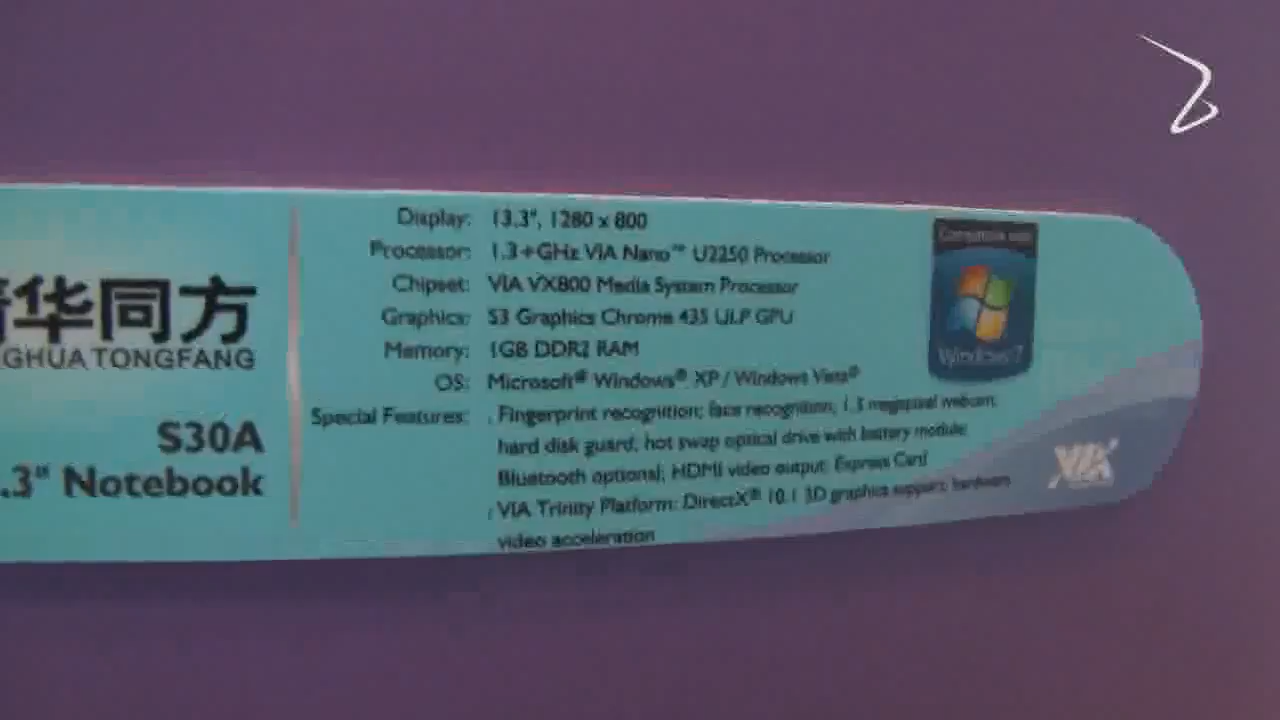 华同方
GHUA TONGFANG
S30A
.3" Notebook
Display: 13.3", 1280 x 800
Processor: 1.3+GHz VIA Nano™ U2250 Processor
Chipset: VIA VX800 Media System Processor
Graphics: S3 Graphics Chrome 435 ULP GPU
Memory: 1GB DDR2 RAM
OS: Microsoft® Windows® XP / Windows Vista®
Special Features: . Fingerprint recognition; face recognition; 1.3 megapixel webcam;
hard disk guard, hot swap optical drive with battery module;
Bluetooth optional; HDMI video output; Express Card
. VIA Trinity Platform: DirectX® 10.1 3D graphics support; hardware
video acceleration
Compatible with
Windows 7
VIA